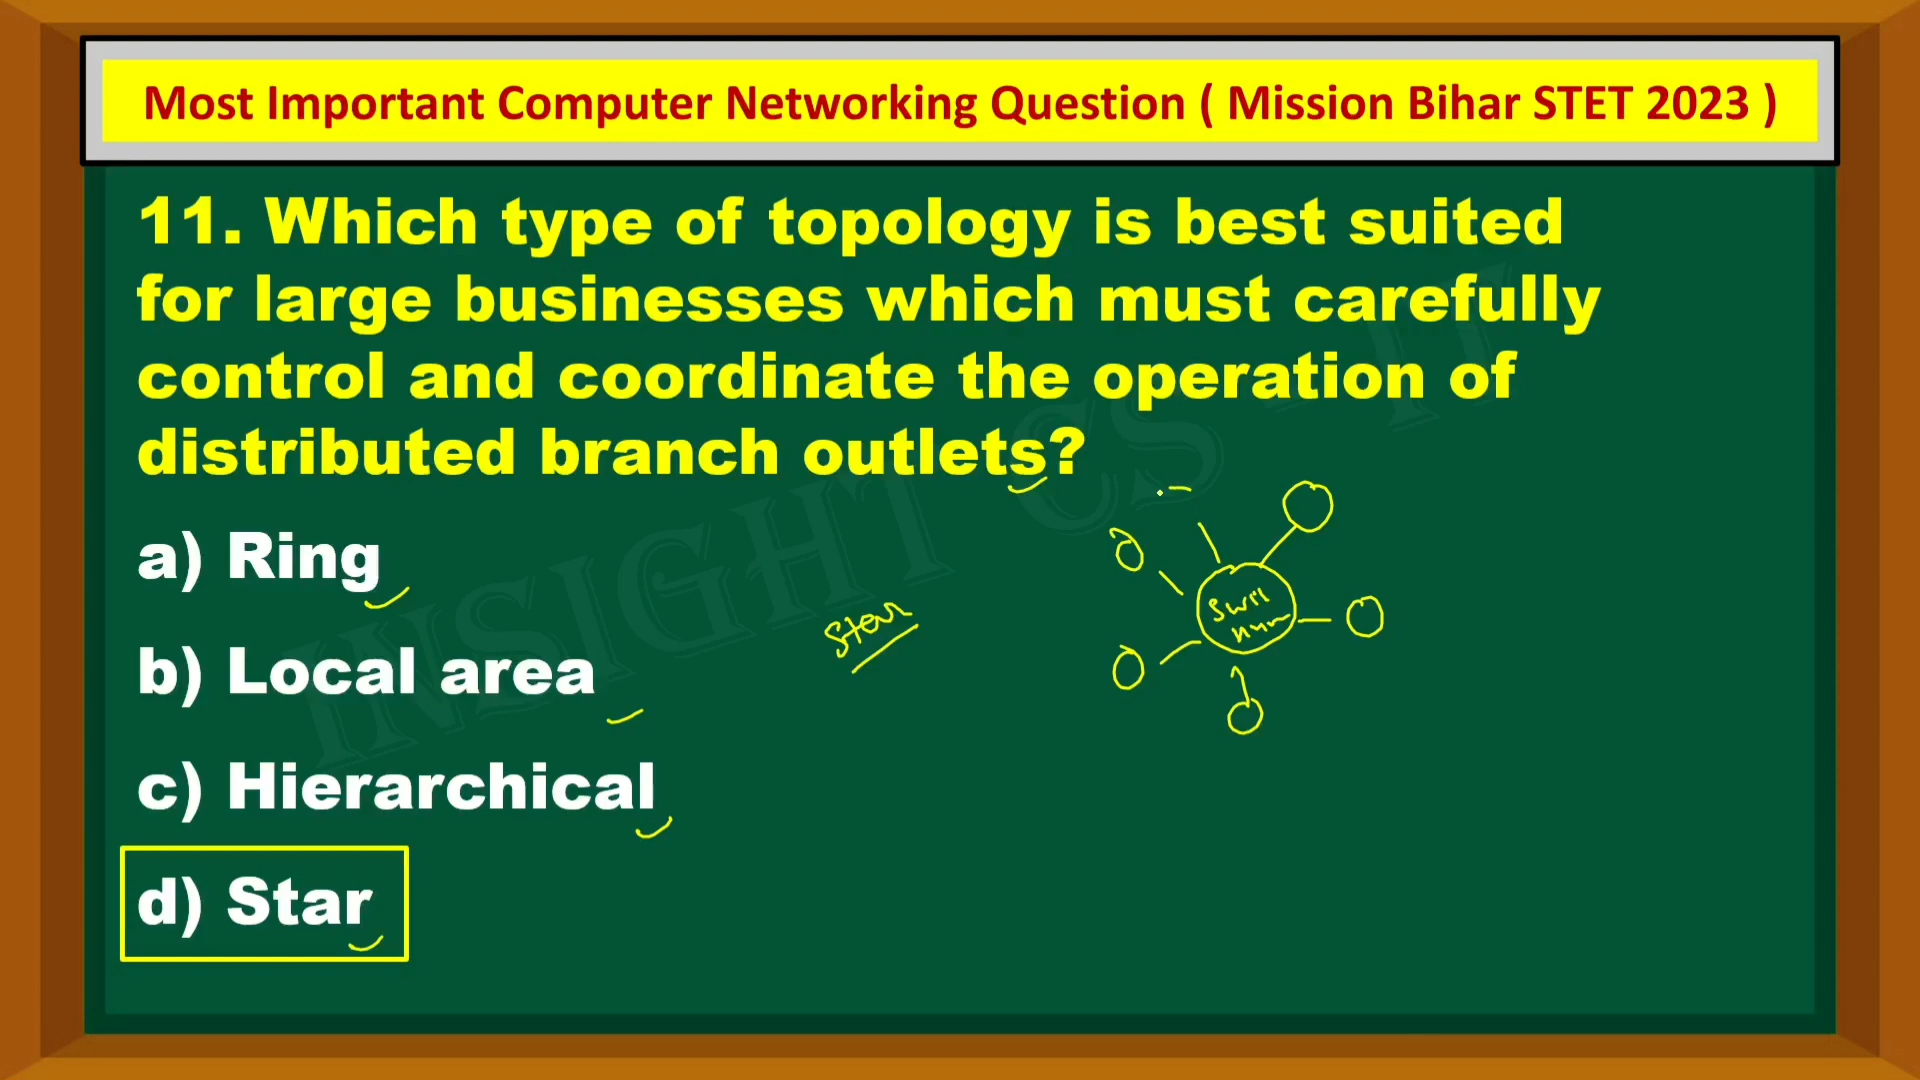 Most Important Computer Networking Question ( Mission Bihar STET 2023 )
11. Which type of topology is best suited
for large businesses which must carefully
control and coordinate the operation of
distributed branch outlets?
a) Ring
b) Local area
c) Hierarchical
d) Star
Star
INSIGHT CS